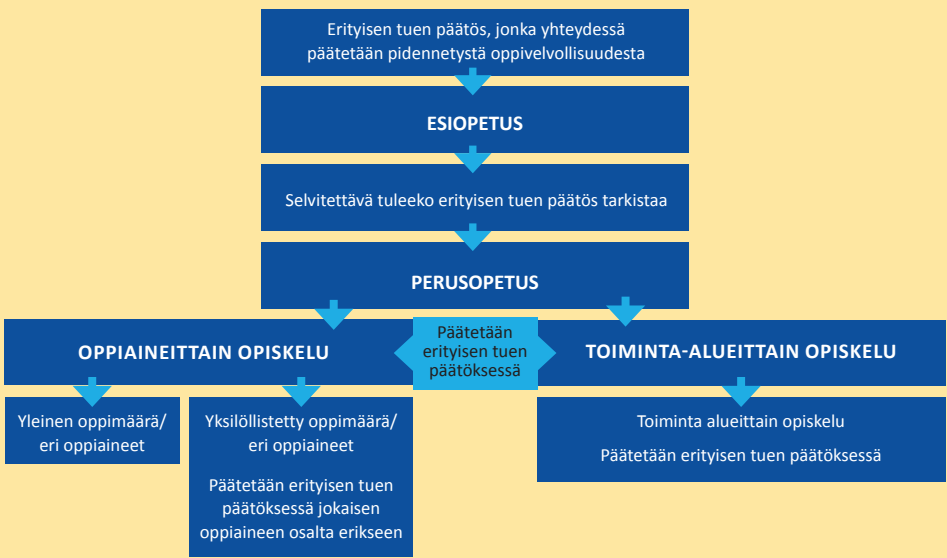 Erityisen tuen päätös, jonka yhteydessä
päätetään pidennetystä oppivelvollisuudesta
ESIOPETUS
Selvitettävä tuleeko erityisen tuen päätös tarkistaa
PERUSOPETUS
OPPIAINEITTAIN OPISKELU
Päätetään
erityisen tuen
päätöksessä
TOIMINTA-ALUEITTAIN OPISKELU
Yleinen oppimäärä/
eri oppiaineet
Yksilöllistetty oppimäärä/
eri oppiaineet
Päätetään erityisen tuen
päätöksessä jokaisen
oppiaineen osalta erikseen
Toiminta alueittain opiskelu
Päätetään erityisen tuen päätöksessä